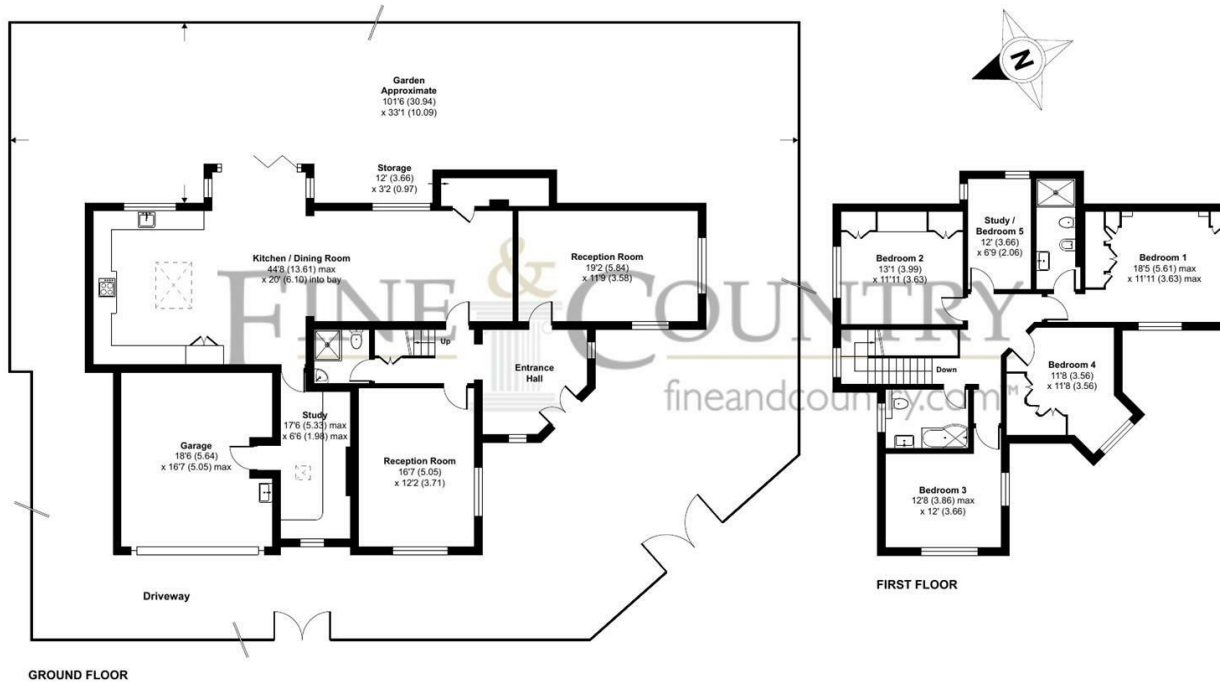 Garden
Approximate
101'6 (30.94)
x 33'1 (10.09)
N
Storage
12' (3.66)
x 3'2 (0.97)
Kitchen / Dining Room
44'8 (13.61) max
x 20' (6.10) into bay
Reception Room
19'2 (5.84)
x 11'9 (3.58)
Up
Entrance
Hall
Study
17'6 (5.33) max
x 6'6 (1.98) max
Garage
18'6 (5.64)
x 16'7 (5.05) max
Reception Room
16'7 (5.05)
x 12'2 (3.71)
Driveway
GROUND FLOOR
Study /
Bedroom 5
12' (3.66)
x 6'9 (2.06)
Bedroom 2
13'1 (3.99)
x 11'11 (3.63)
Bedroom 1
18'5 (5.61) max
x 11'11 (3.63) max
Down
Bedroom 4
11'8 (3.56)
x 11'8 (3.56)
Bedroom 3
12'8 (3.86) max
x 12' (3.66)
FIRST FLOOR
FINE & COUNTRY
fineandcountry.com™